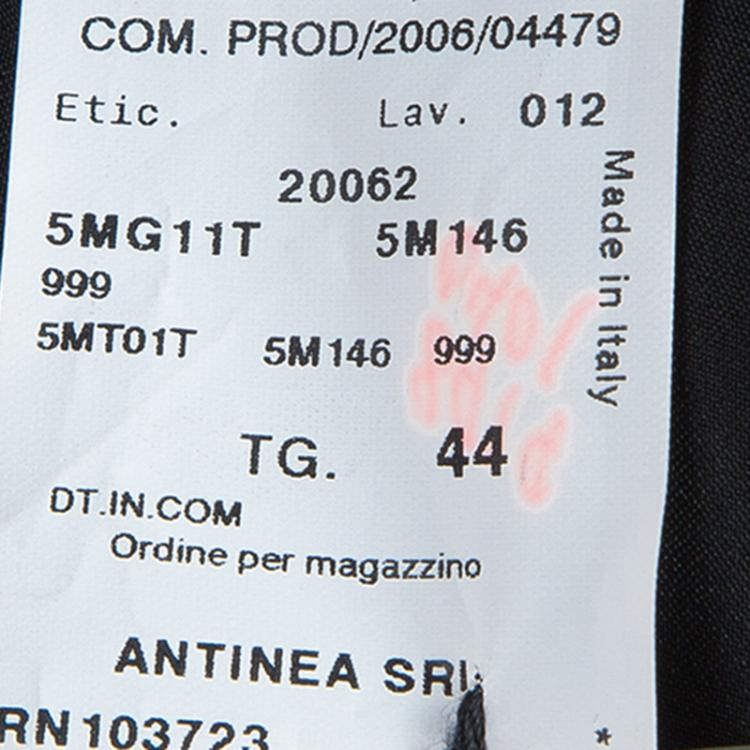 COM. PROD/2006/04479
Etic. Lav. 012
20062
5MG11T 5M146
999
5MT01T 5M146 999
TG. 44
DT.IN.COM
Ordine per magazzino
ANTINEA SRL
RN103723 *
Made in Italy